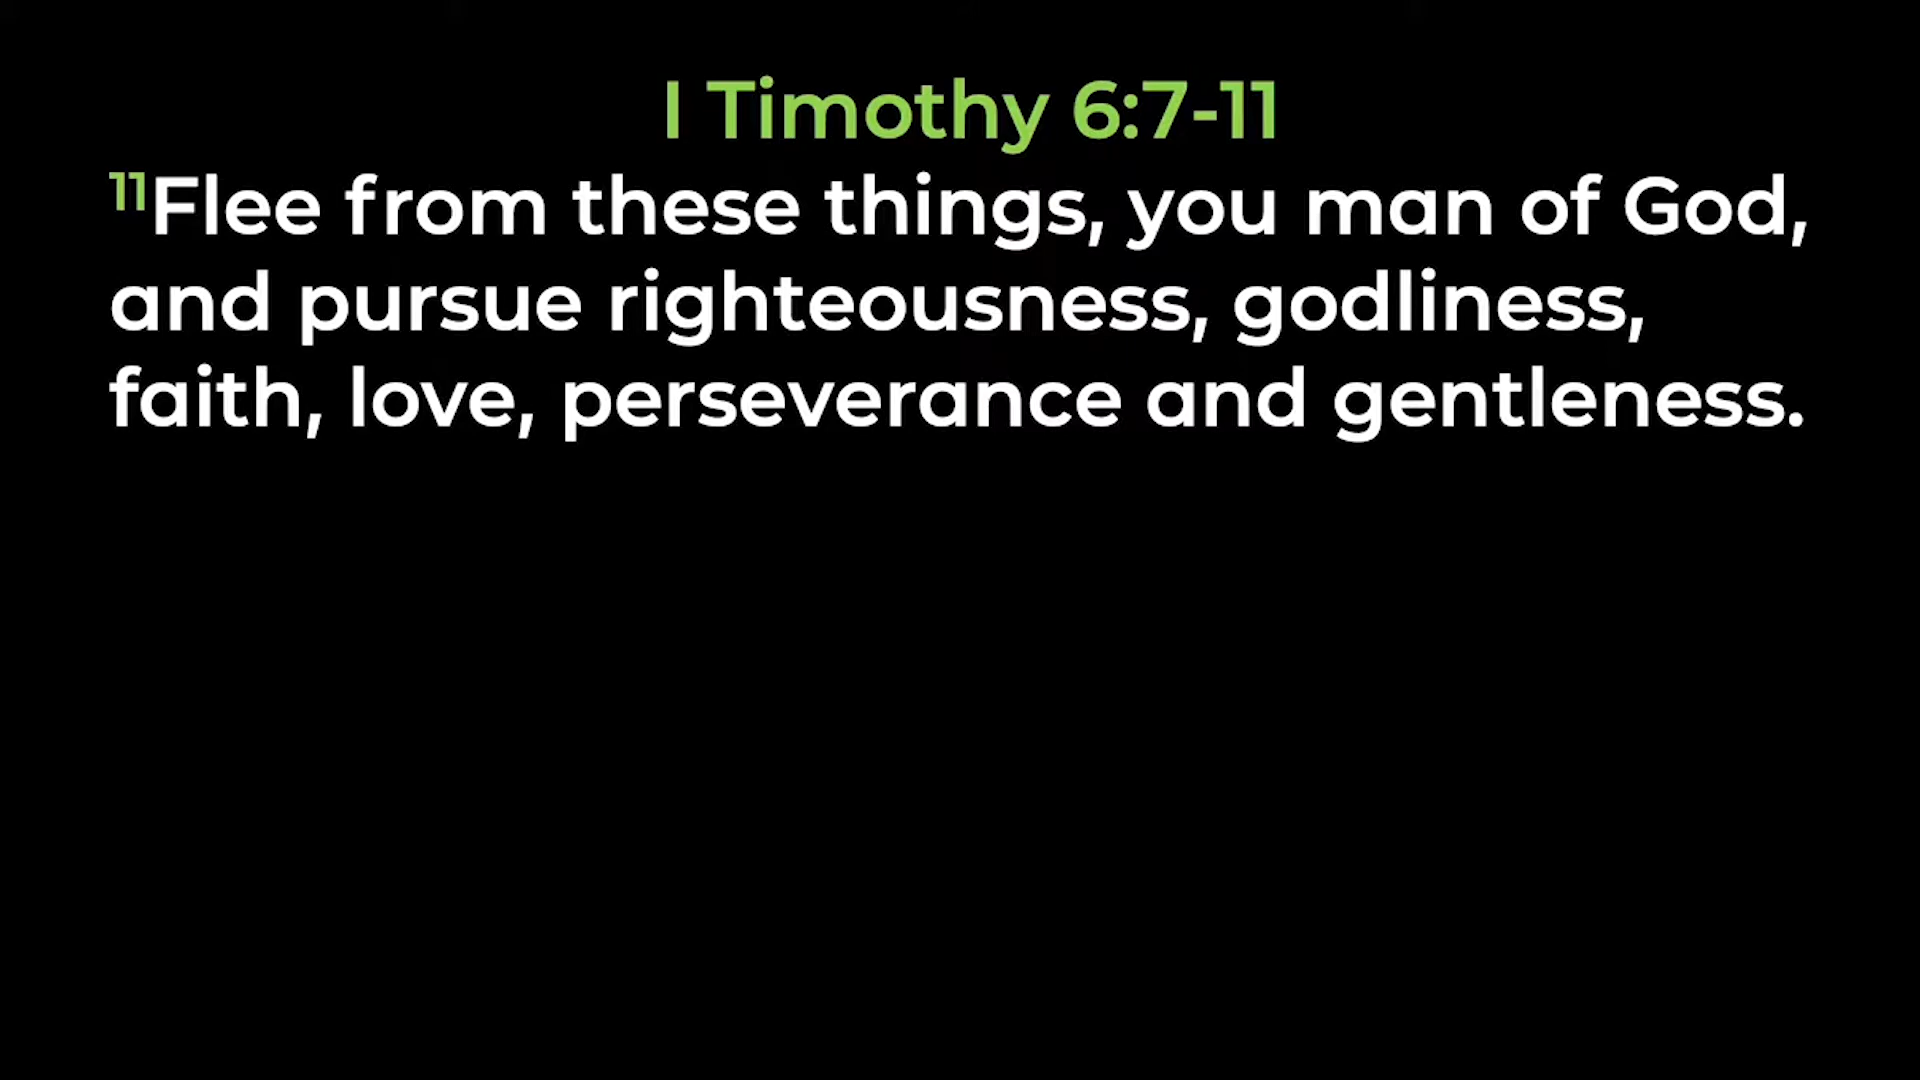 I Timothy 6:7-11
11Flee from these things, you man of God,
and pursue righteousness, godliness,
faith, love, perseverance and gentleness.